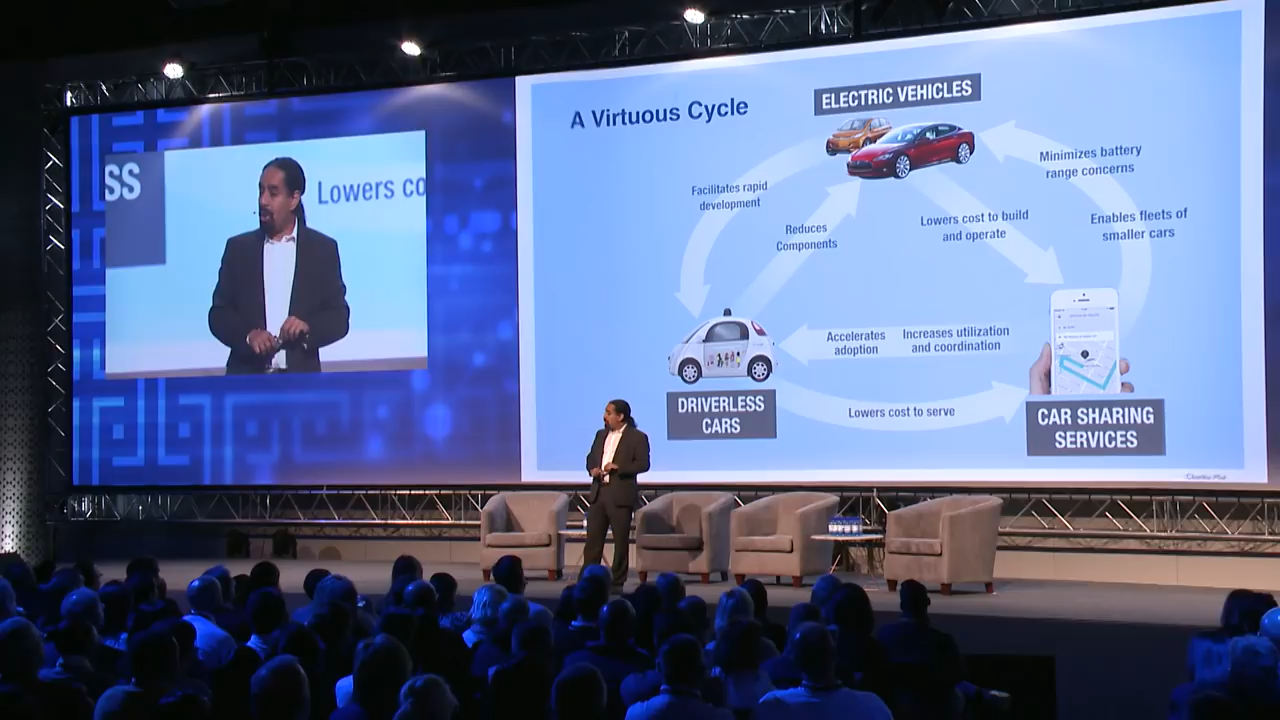 SS
Lowers co
A Virtuous Cycle
ELECTRIC VEHICLES
Minimizes battery
range concerns
Facilitates rapid
development
Reduces
Components
Lowers cost to build
and operate
Enables fleets of
smaller cars
Accelerates
adoption
Increases utilization
and coordination
DRIVERLESS
CARS
Lowers cost to serve
CAR SHARING
SERVICES